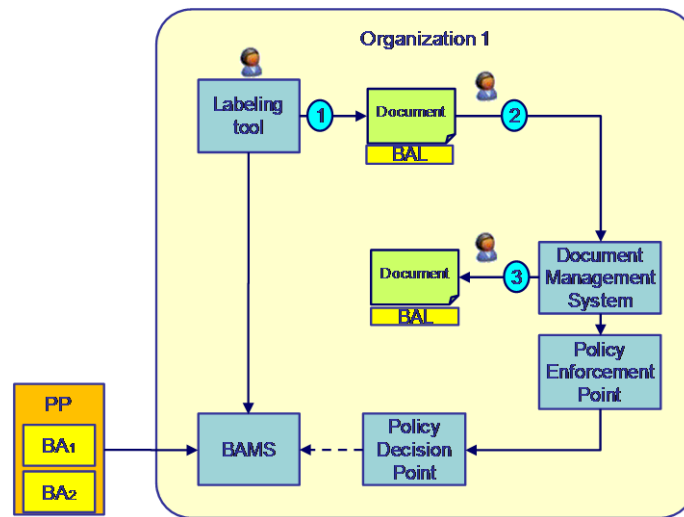 Organization 1
Labeling
tool
1
Document
BAL
2
Document
BAL
3
Document
Management
System
Policy
Enforcement
Point
PP
BA1
BA2
BAMS
Policy
Decision
Point